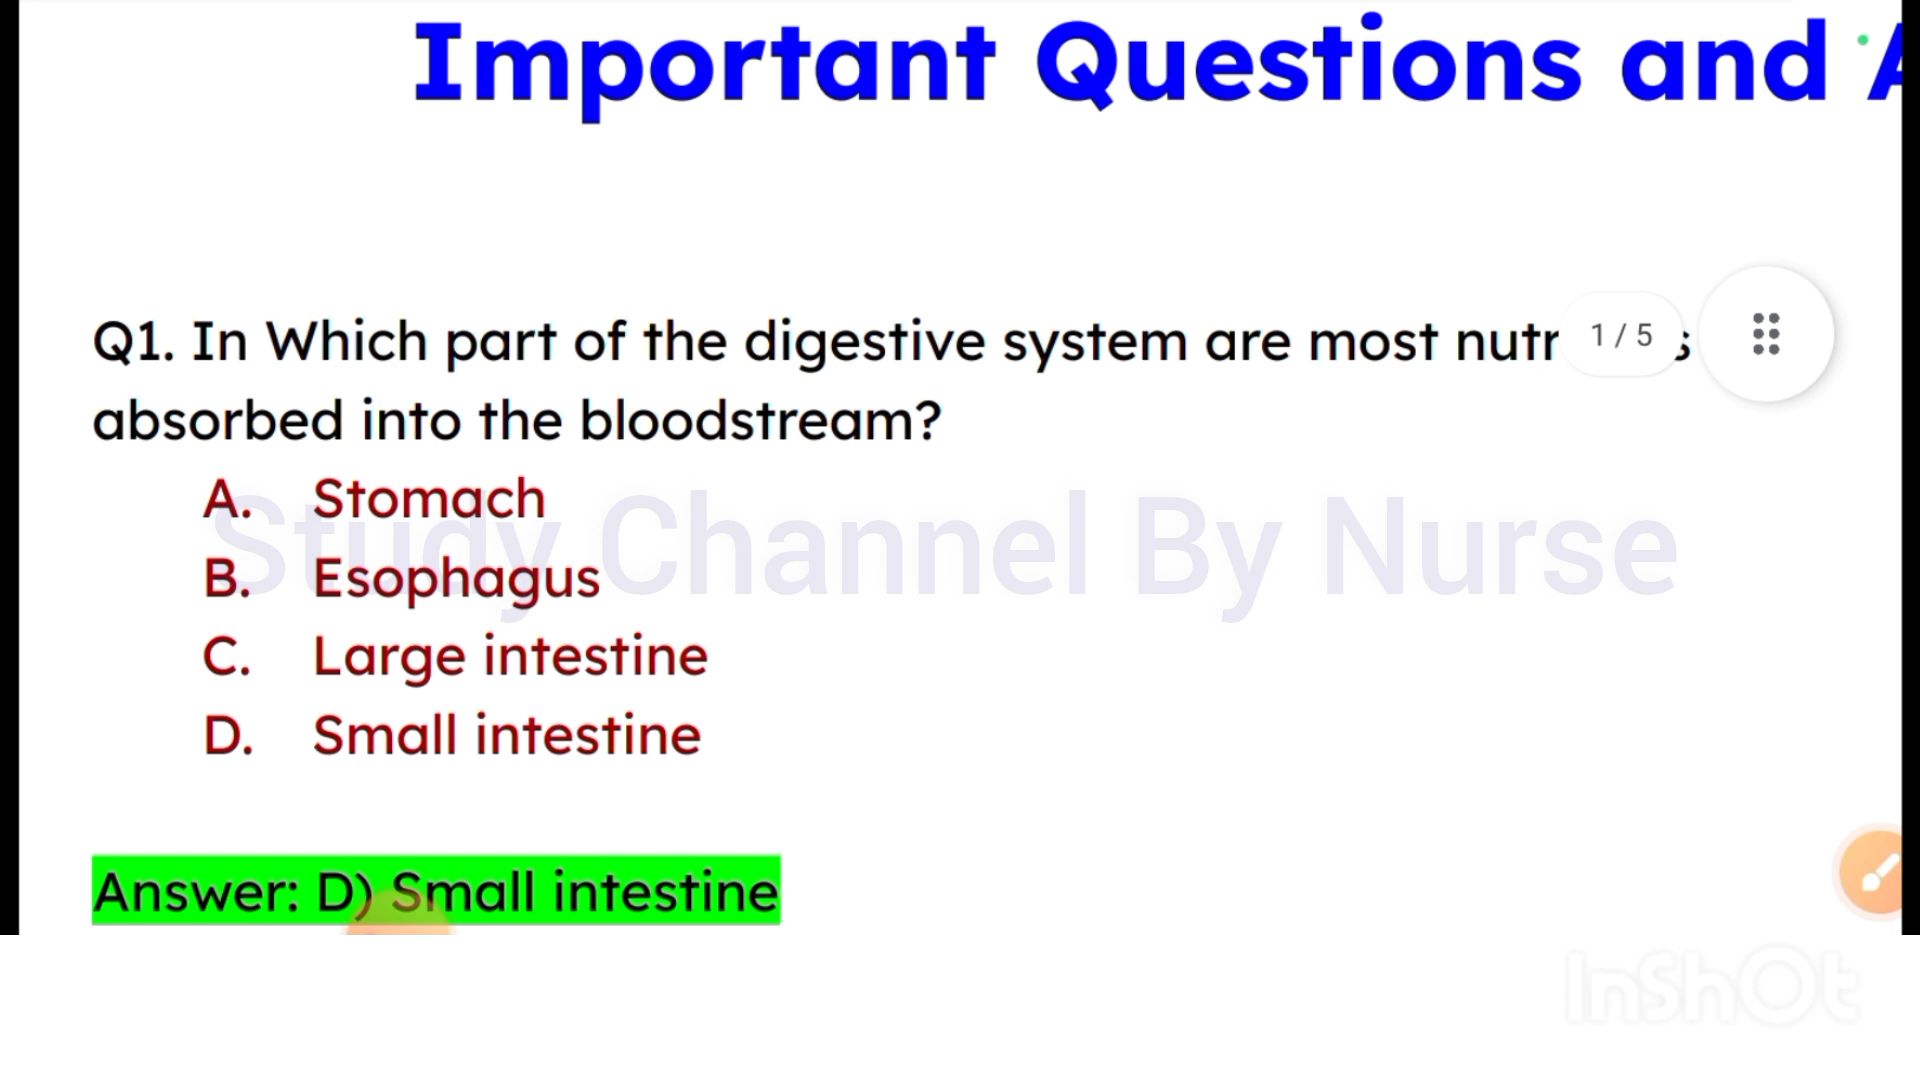 Important Questions and
Q1. In Which part of the digestive system are most
1 / 5
absorbed into the bloodstream?
A. Stomach
B. Esophagus
C. Large intestine
D. Small intestine
Study Channel By Nurse
Answer: D) Small intestine
InShOt